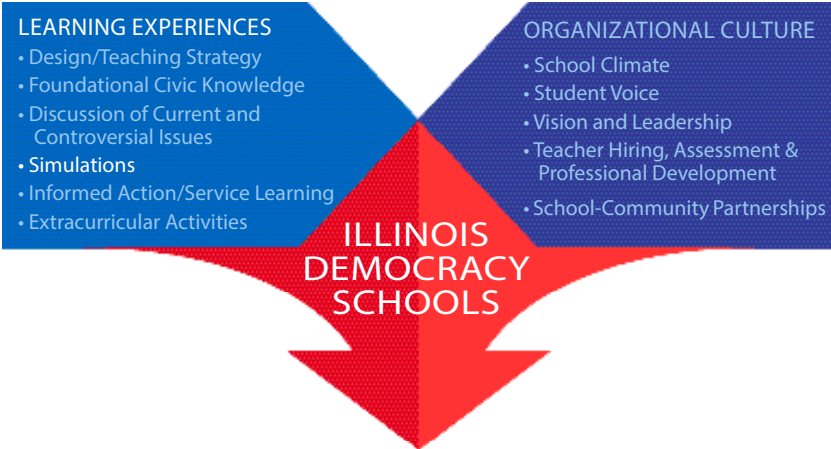 LEARNING EXPERIENCES
• Design/Teaching Strategy
• Foundational Civic Knowledge
• Discussion of Current and
Controversial Issues
• Simulations
• Informed Action/Service Learning
• Extracurricular Activities
ORGANIZATIONAL CULTURE
• School Climate
• Student Voice
• Vision and Leadership
• Teacher Hiring, Assessment &
Professional Development
• School-Community Partnerships
ILLINOIS
DEMOCRACY
SCHOOLS